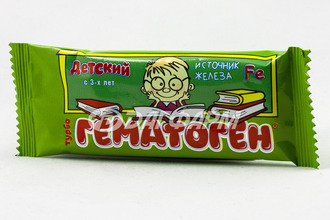 Детский
с 3-х лет
ИСТОЧНИК
ЖЕЛЕЗА Fe
турбо
ГЕМАТОГЕН